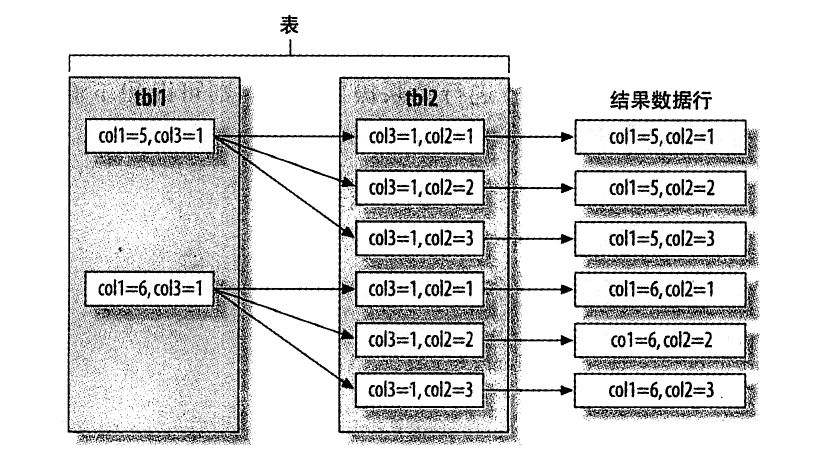 表
tbl1
tbl2
结果数据行
col1=5,col3=1
col3=1,col2=1
col1=5,col2=1
col3=1,col2=2
col1=5,col2=2
col3=1,col2=3
col1=5,col2=3
col1=6,col3=1
col3=1,col2=1
col1=6,col2=1
col3=1,col2=2
co1=6,col2=2
col3=1,col2=3
col1=6,col2=3